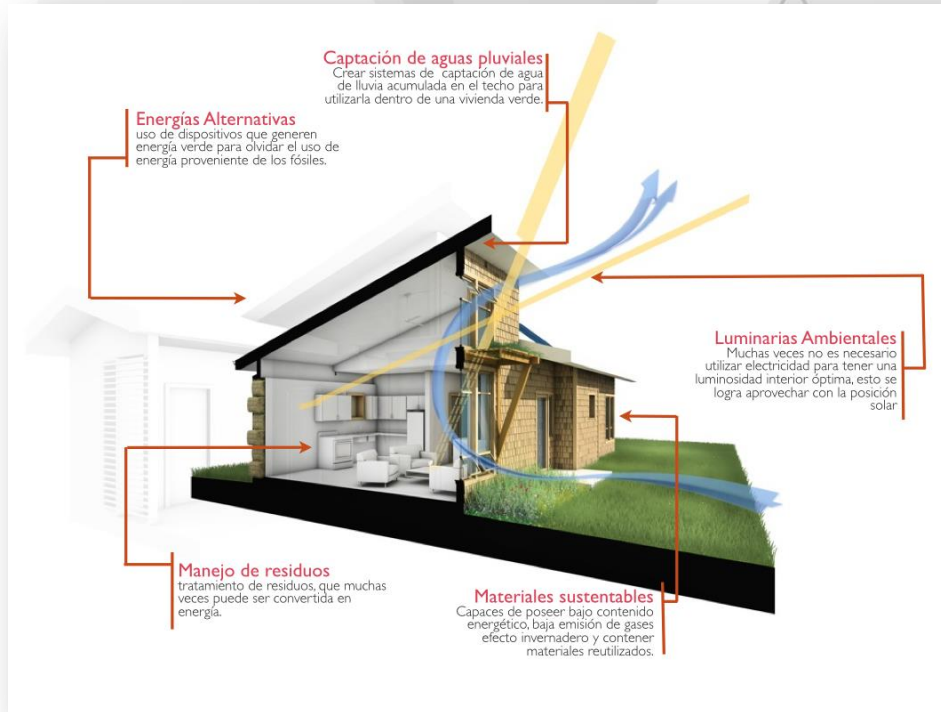 Captación de aguas pluviales
Crear sistemas de captación de agua
de lluvia acumulada en el techo para
utilizarla dentro de una vivienda verde.
Energías Alternativas
uso de dispositivos que generen
energía verde para olvidar el uso de
energía proveniente de los fósiles.
Luminarias Ambientales
Muchas veces no es necesario
utilizar electricidad para tener una
luminosidad interior óptima, esto se
logra aprovechar con la posición
solar
Manejo de residuos
tratamiento de residuos, que muchas
veces puede ser convertida en
energía.
Materiales sustentables
Capaces de poseer bajo contenido
energético, baja emisión de gases
efecto invernadero y contener
materiales reutilizados.